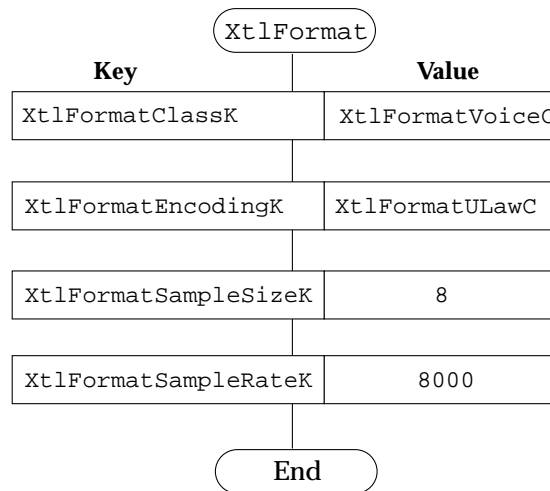 XtlFormat
Key Value
XtlFormatClassK XtlFormatVoiceC
XtlFormatEncodingK XtlFormatULawC
XtlFormatSampleSizeK 8
XtlFormatSampleRateK 8000
End